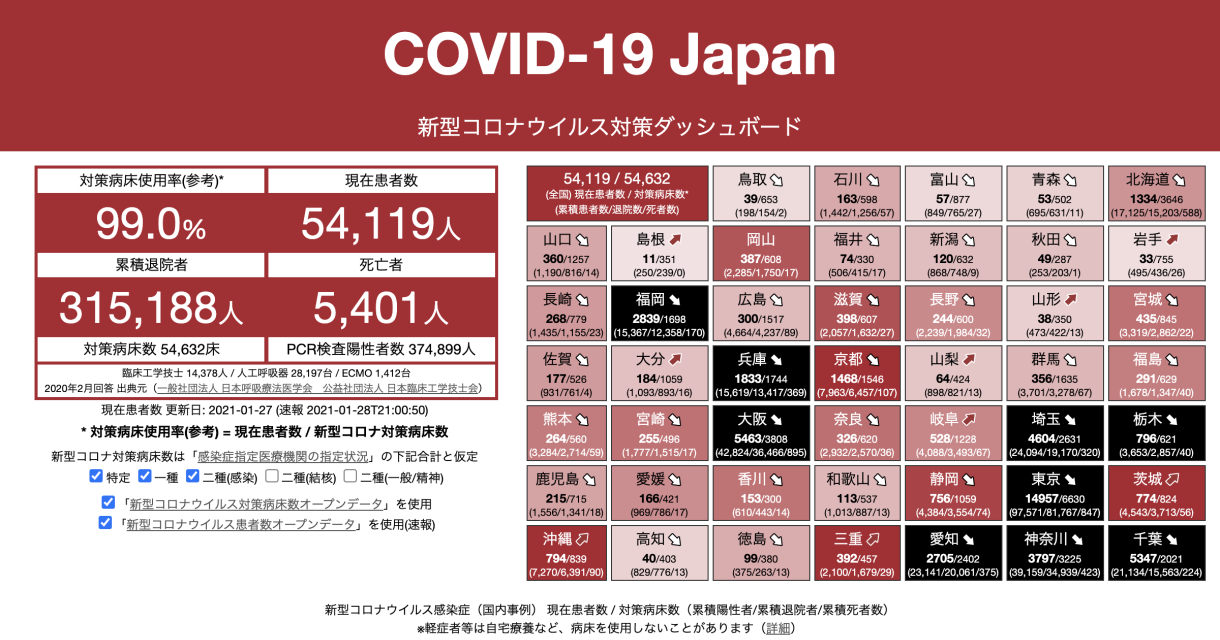 COVID-19 Japan
新型コロナウイルス対策ダッシュボード
対策病床使用率(参考)*
現在患者数
99.0%
54,119人
累積退院者
死亡者
315,188人
5,401人
対策病床数 54,632床
PCR検査陽性者数 374,899人
臨床工学技士 14,378人 / 人工呼吸器 28,197台 / ECMO 1,412台
2020年2月回答 出典元（一般社団法人 日本呼吸療法医学会　公益社団法人 日本臨床工学技士会）
現在患者数 更新日: 2021-01-27 (速報 2021-01-28T21:00:50)
* 対策病床使用率(参考) = 現在患者数 / 新型コロナ対策病床数
新型コロナ対策病床数は「感染症指定医療機関の指定状況」の下記合計と仮定
特定 一種 二種(感染) 二種(結核) 二種(一般/精神)
「新型コロナウイルス対策病床数オープンデータ」を使用
「新型コロナウイルス患者数オープンデータ」を使用(速報)
54,119 / 54,632
(全国) 現在患者数 / 対策病床数*
(累積患者数/退院数/死者数)
鳥取
39/653
(198/154/2)
石川
163/598
(1,442/1,256/57)
富山
57/877
(849/765/27)
青森
53/502
(695/631/11)
北海道
1334/3646
(17,125/15,203/588)
山口
360/1257
(1,190/816/14)
島根
11/351
(250/239/0)
岡山
387/608
(2,285/1,750/17)
福井
74/330
(506/415/17)
新潟
120/632
(868/748/9)
秋田
49/287
(253/203/1)
岩手
33/755
(495/436/26)
長崎
268/779
(1,435/1,155/23)
福岡
2839/1698
(15,367/12,358/170)
広島
300/1517
(4,664/4,237/89)
滋賀
398/607
(2,057/1,632/27)
長野
244/600
(2,239/1,984/32)
山形
38/350
(473/422/13)
宮城
435/845
(3,319/2,862/22)
佐賀
177/526
(931/761/4)
大分
184/1059
(1,093/893/16)
兵庫
1833/1744
(15,619/13,417/369)
京都
1468/1546
(7,963/6,457/107)
山梨
64/424
(898/821/13)
群馬
356/1635
(3,701/3,278/67)
福島
291/629
(1,678/1,347/40)
熊本
264/560
(3,284/2,714/59)
宮崎
255/496
(1,777/1,515/17)
大阪
5463/3808
(42,824/36,466/895)
奈良
326/620
(2,932/2,570/36)
岐阜
528/1228
(4,088/3,493/67)
埼玉
4604/2631
(24,094/19,170/320)
栃木
796/621
(3,653/2,857/40)
鹿児島
215/715
(1,556/1,341/18)
愛媛
166/421
(969/786/17)
香川
153/300
(610/443/14)
和歌山
113/537
(1,013/887/13)
静岡
756/1059
(4,384/3,554/74)
東京
14957/6630
(97,571/81,767/847)
茨城
774/824
(4,543/3,713/56)
沖縄
794/839
(7,270/6,391/90)
高知
40/403
(829/776/13)
徳島
99/380
(375/263/13)
三重
392/457
(2,100/1,679/29)
愛知
2705/2402
(23,141/20,061/375)
神奈川
3797/3225
(39,159/34,939/423)
千葉
5347/2021
(21,134/15,563/224)
新型コロナウイルス感染症（国内事例） 現在患者数 / 対策病床数（累積陽性者/累積退院者/累積死者数）
※軽症者等は自宅療養など、病床を使用しないことがあります（詳細）